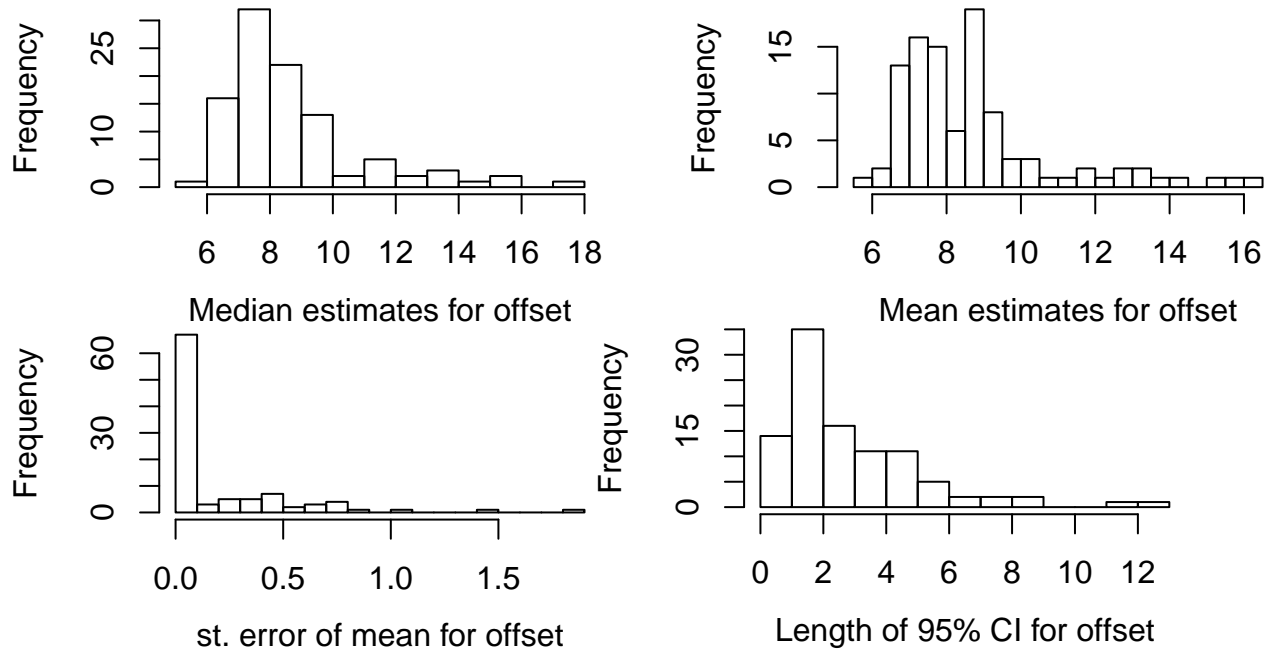 Frequency
0 10 25
6 8 10 12 14 16 18
Median estimates for offset
Frequency
0 5 15
6 8 10 12 14 16
Mean estimates for offset
Frequency
0 30 60
0.0 0.5 1.0 1.5
st. error of mean for offset
Frequency
0 15 30
0 2 4 6 8 10 12
Length of 95% CI for offset